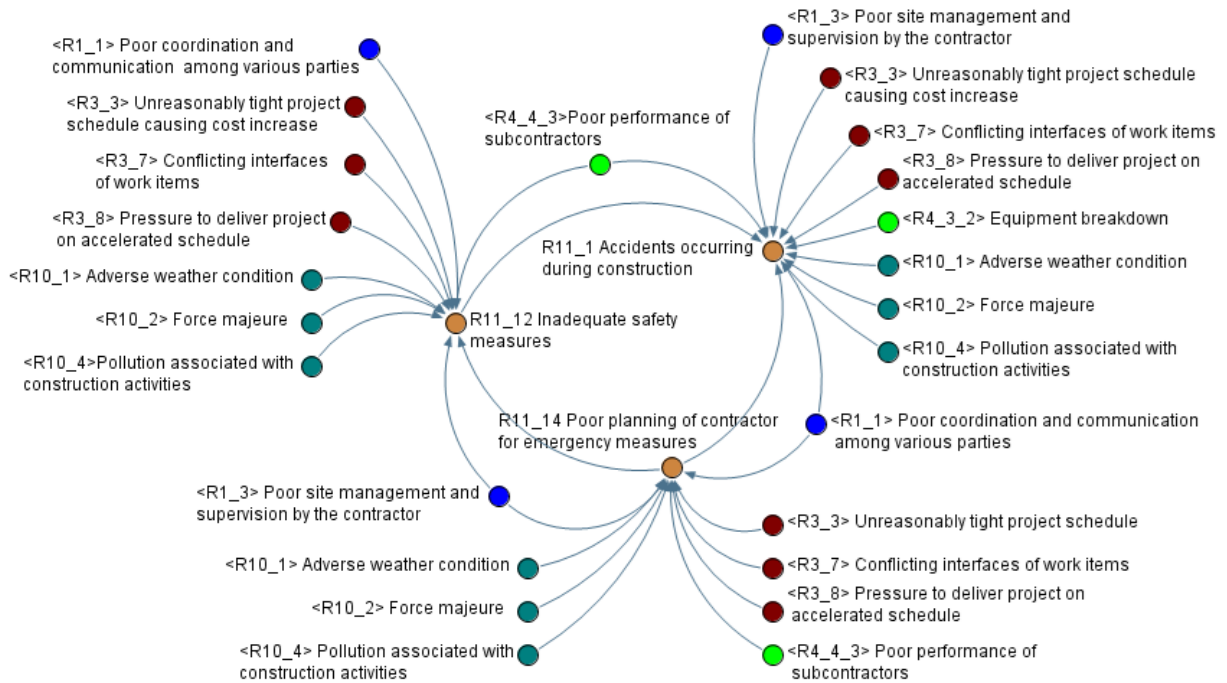 <R1_1> Poor coordination and
communication  among various parties
<R3_3> Unreasonably tight project
schedule causing cost increase
<R3_7> Conflicting interfaces
of work items
<R3_8> Pressure to deliver project
on accelerated schedule
<R10_1> Adverse weather condition
<R10_2> Force majeure
<R10_4>Pollution associated with
construction activities
<R4_4_3>Poor performance of
subcontractors
<R1_3> Poor site management and
supervision by the contractor
<R3_3> Unreasonably tight project schedule
causing cost increase
<R3_7> Conflicting interfaces of work items
<R3_8> Pressure to deliver project on
accelerated schedule
<R4_3_2> Equipment breakdown
<R10_1> Adverse weather condition
<R10_2> Force majeure
<R10_4> Pollution associated with
construction activities
R11_1 Accidents occurring
during construction
R11_12 Inadequate safety
measures
R11_14 Poor planning of contractor
for emergency measures
<R1_1> Poor coordination and communication
among various parties
<R1_3> Poor site management and
supervision by the contractor
<R10_1> Adverse weather condition
<R10_2> Force majeure
<R10_4> Pollution associated with
construction activities
<R3_3> Unreasonably tight project schedule
<R3_7> Conflicting interfaces of work items
<R3_8> Pressure to deliver project on
accelerated schedule
<R4_4_3> Poor performance of
subcontractors